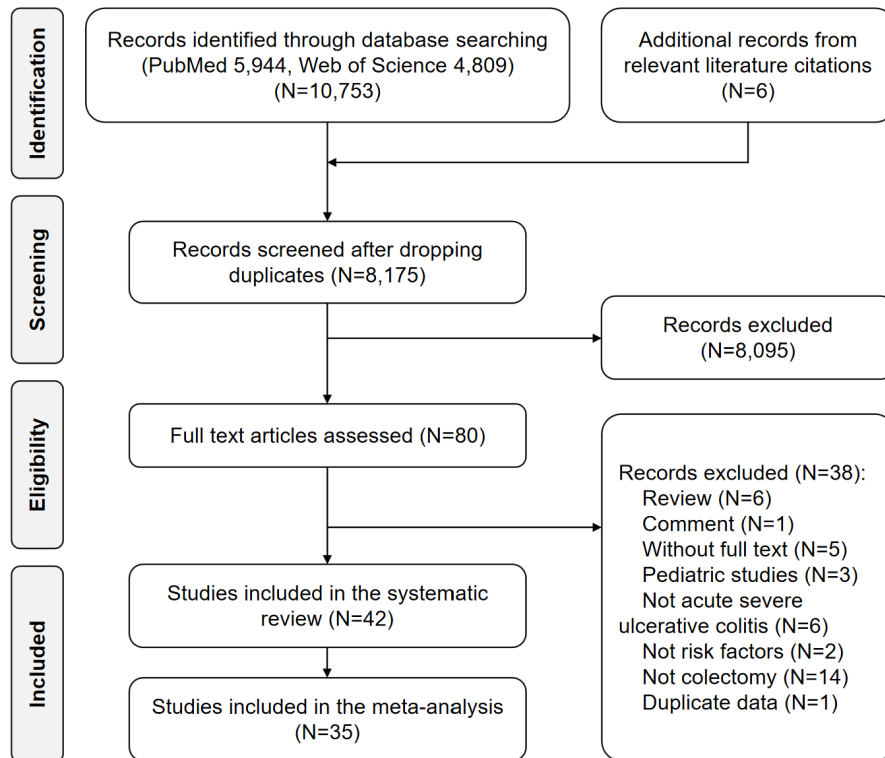 Identification
Records identified through database searching
(PubMed 5,944, Web of Science 4,809)
(N=10,753)
Additional records from
relevant literature citations
(N=6)
Screening
Records screened after dropping
duplicates (N=8,175)
Records excluded
(N=8,095)
Eligibility
Full text articles assessed (N=80)
Records excluded (N=38):
Review (N=6)
Comment (N=1)
Without full text (N=5)
Pediatric studies (N=3)
Not acute severe
ulcerative colitis (N=6)
Not risk factors (N=2)
Not colectomy (N=14)
Duplicate data (N=1)
Included
Studies included in the systematic
review (N=42)
Studies included in the meta-analysis
(N=35)